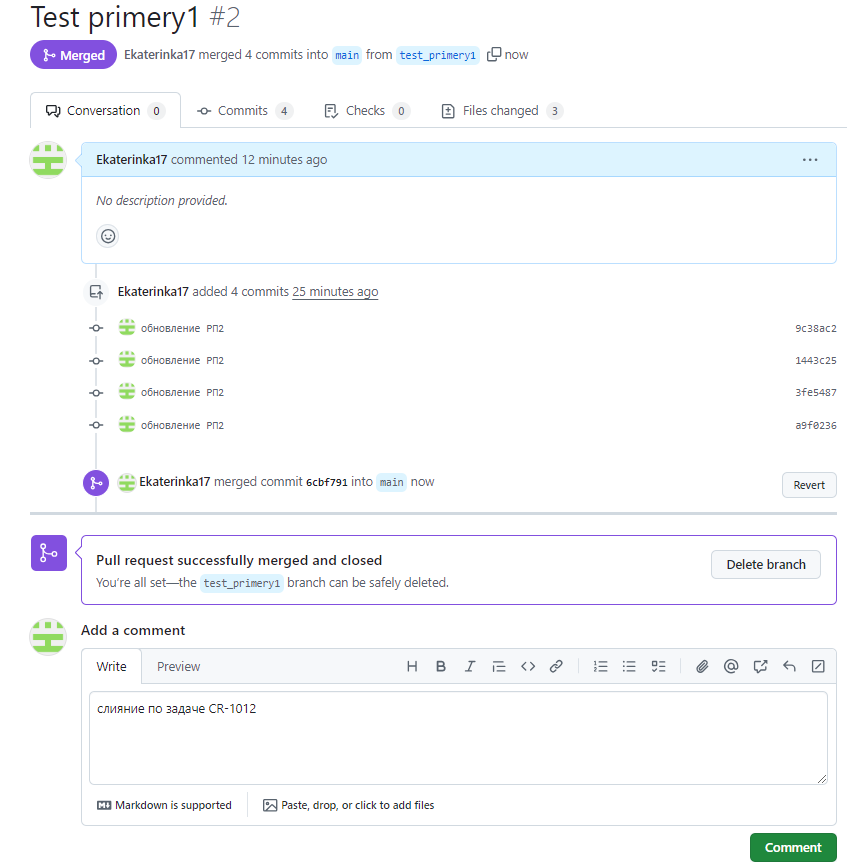 Test primery1 #2
Merged Ekaterinka17 merged 4 commits into main from test_primery1 now
Conversation 0 Commits 4 Checks 0 Files changed 3
Ekaterinka17 commented 12 minutes ago ...
No description provided.
Ekaterinka17 added 4 commits 25 minutes ago
обновление РП2 9c38ac2
обновление РП2 1443c25
обновление РП2 3fe5487
обновление РП2 a9f0236
Ekaterinka17 merged commit 6cbf791 into main now Revert
Pull request successfully merged and closed
You're all set—the test_primery1 branch can be safely deleted.
Delete branch
Add a comment
Write Preview
слияние по задаче CR-1012
Markdown is supported Paste, drop, or click to add files
Comment